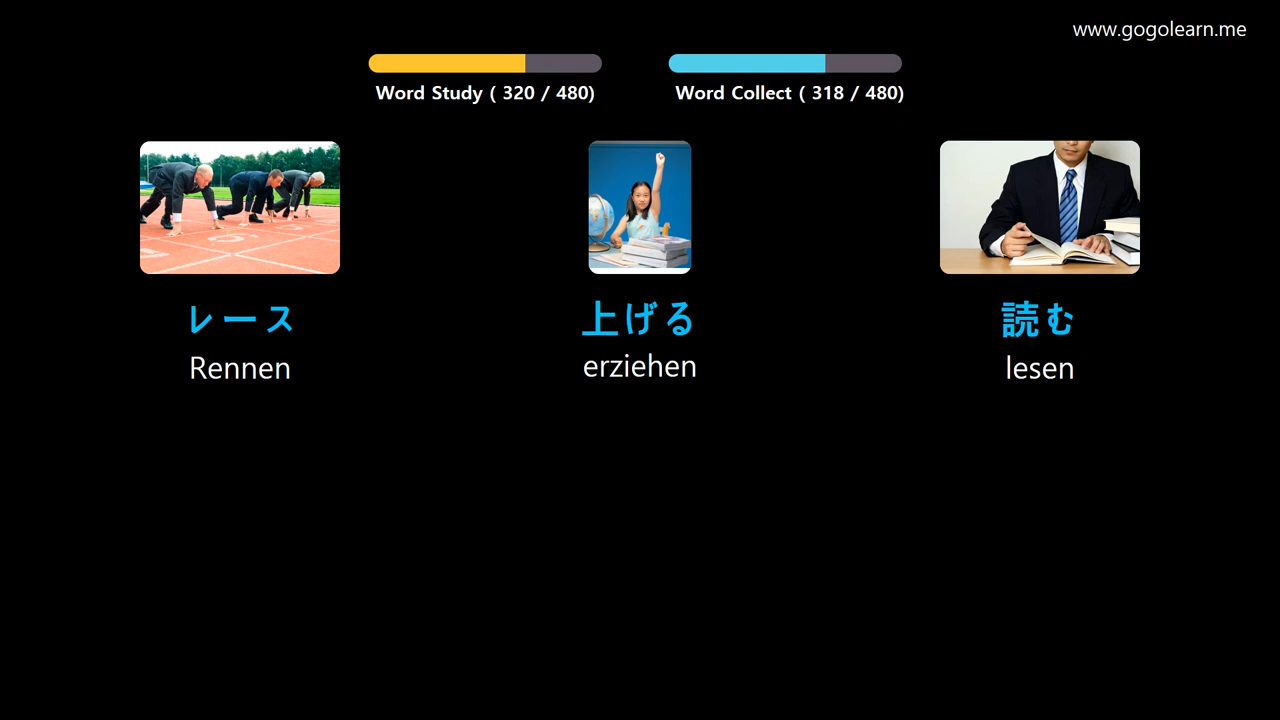 www.gogolearn.me
Word Study ( 320 / 480)
Word Collect ( 318 / 480)
レース
上げる
読む
Rennen
erziehen
lesen